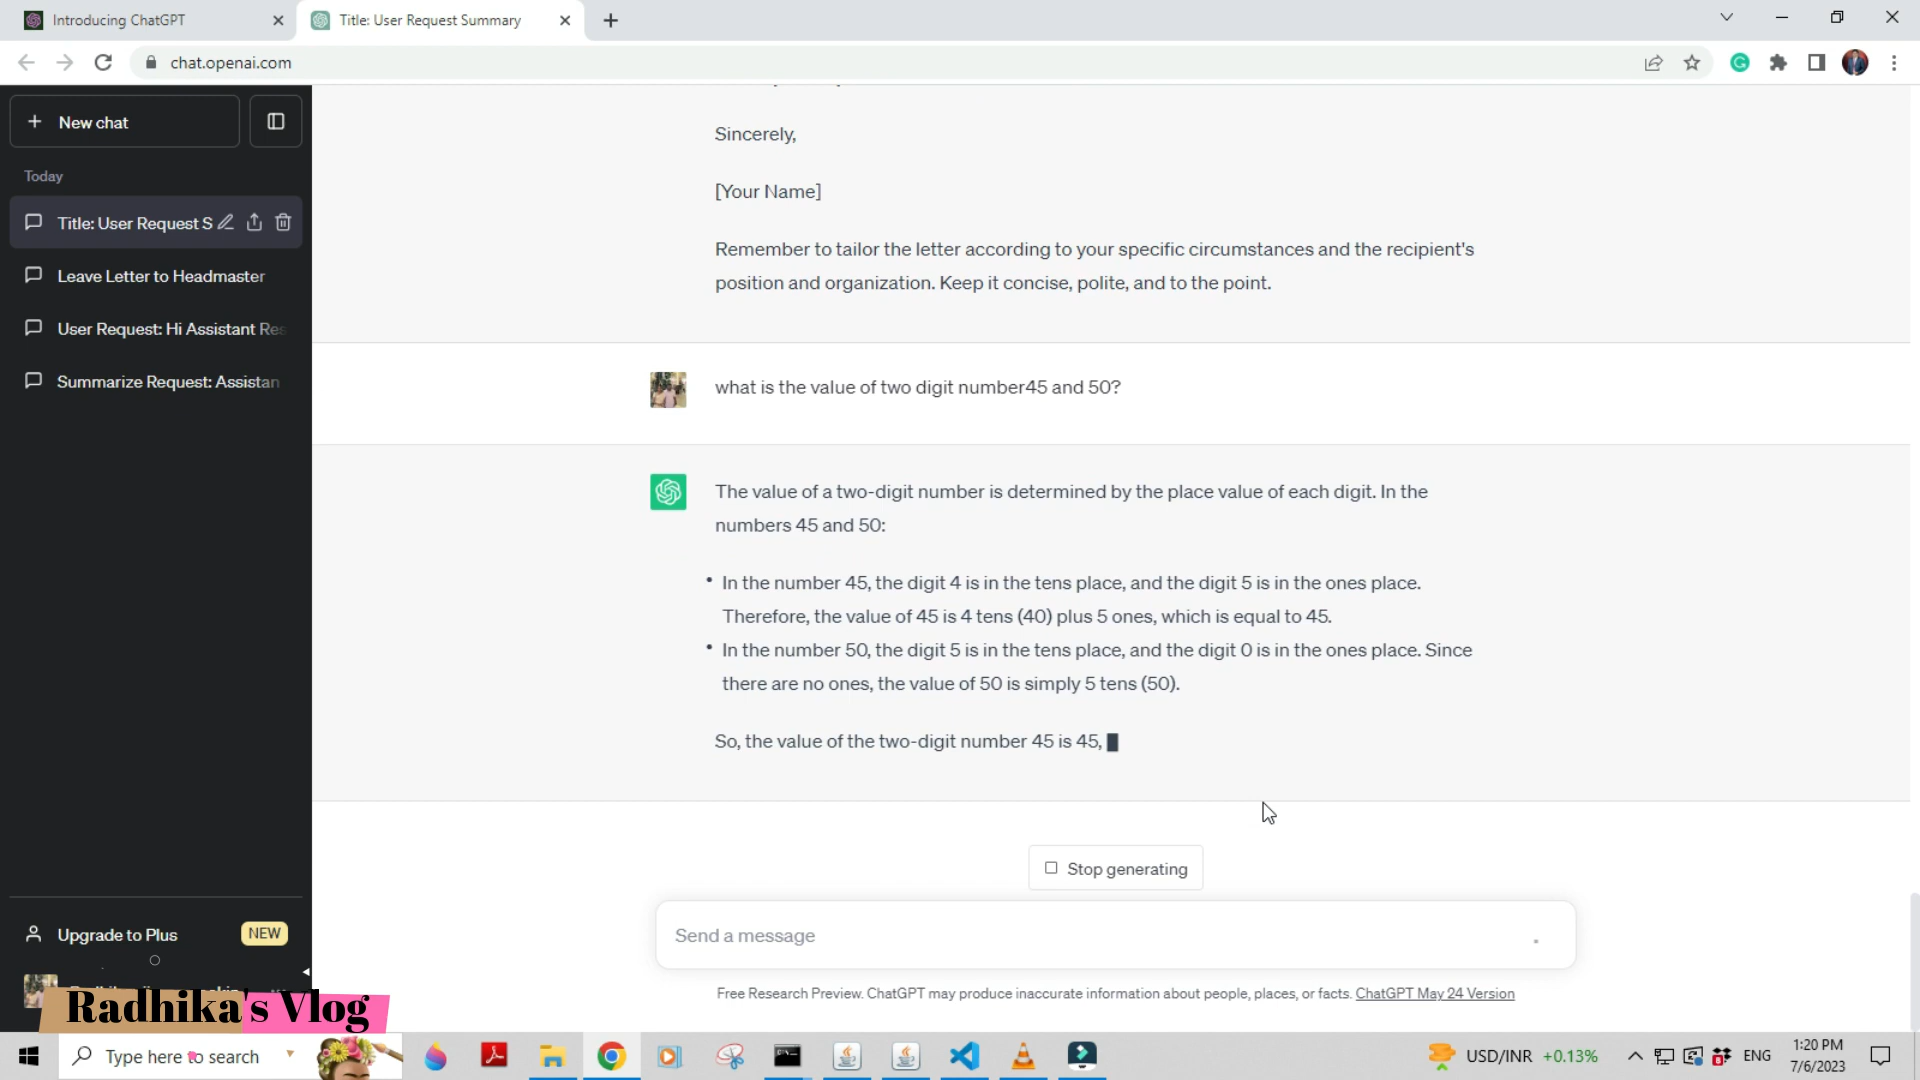 Introducing ChatGPT
Title: User Request Summary
chat.openai.com
New chat
Today
Title: User Request S
Leave Letter to Headmaster
User Request: Hi Assistant Res
Summarize Request: Assistan
Sincerely,
[Your Name]
Remember to tailor the letter according to your specific circumstances and the recipient's
position and organization. Keep it concise, polite, and to the point.
what is the value of two digit number45 and 50?
The value of a two-digit number is determined by the place value of each digit. In the
numbers 45 and 50:
• In the number 45, the digit 4 is in the tens place, and the digit 5 is in the ones place.
Therefore, the value of 45 is 4 tens (40) plus 5 ones, which is equal to 45.
• In the number 50, the digit 5 is in the tens place, and the digit 0 is in the ones place. Since
there are no ones, the value of 50 is simply 5 tens (50).
So, the value of the two-digit number 45 is 45,
Stop generating
Send a message
Free Research Preview. ChatGPT may produce inaccurate information about people, places, or facts. ChatGPT May 24 Version
Upgrade to Plus NEW
Radhika's Vlog
Type here to search
USD/INR +0.13%
ENG
1:20 PM
7/6/2023